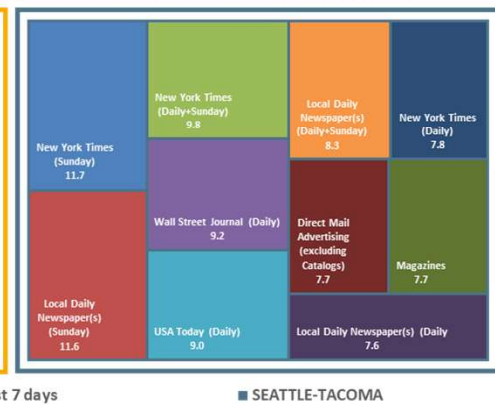 New York Times
(Sunday)
11.7
Local Daily
Newspaper(s)
(Sunday)
11.6
New York Times
(Daily+Sunday)
9.8
Wall Street Journal (Daily)
9.2
USA Today (Daily)
9.0
Local Daily
Newspaper(s)
(Daily+Sunday)
8.3
New York Times
(Daily)
7.8
Direct Mail
Advertising
(excluding
Catalogs)
7.7
Magazines
7.7
Local Daily Newspaper(s) (Daily
7.6
7 days
SEATTLE-TACOMA